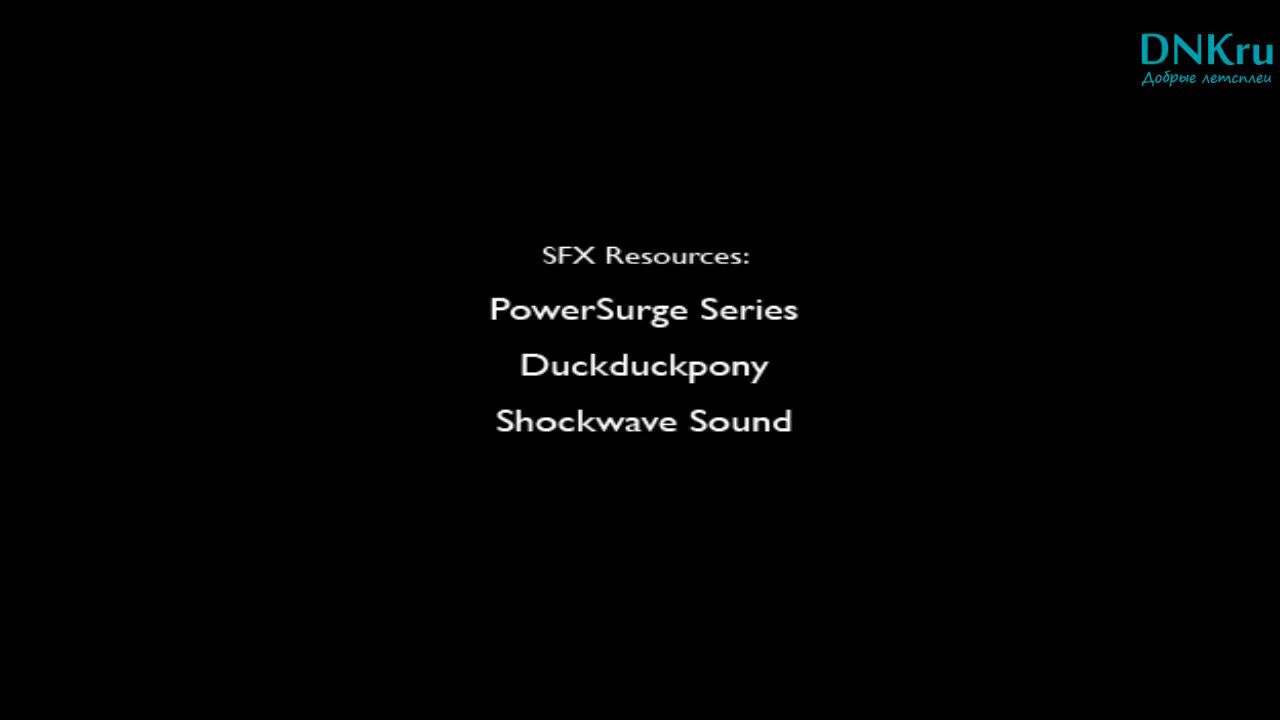 DNKru
Добрые летсплеи
SFX Resources:
PowerSurge Series
Duckduckpony
Shockwave Sound